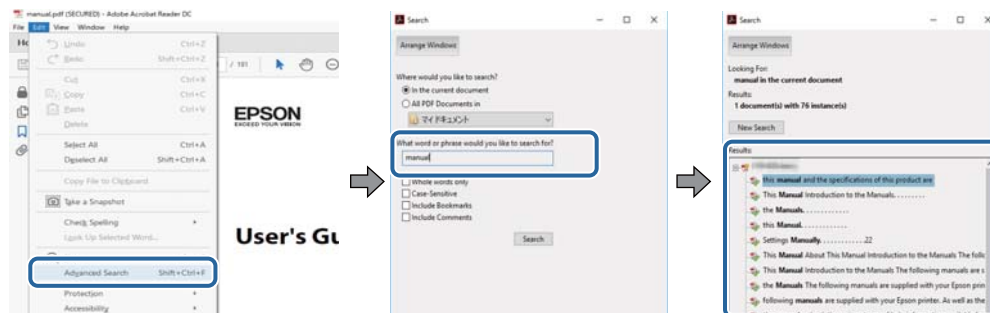 manual.pdf (SECURED) - Adobe Acrobat Reader DC
File Edit View Window Help
Undo Ctrl+Z
Redo Shift+Ctrl+Z
Cut Ctrl+X
Copy Ctrl+C
Paste Ctrl+V
Delete
Select All Ctrl+A
Deselect All Shift+Ctrl+A
Copy File to Clipboard
Take a Snapshot
Check Spelling
Look Up Selected Word...
Advanced Search Shift+Ctrl+F
Protection
Accessibility
/ 191
EPSON
EXCEED YOUR VISION
User's Gu
Search
Arrange Windows
Where would you like to search?
In the current document
All PDF Documents in
マイ ドキュメント
What word or phrase would you like to search for?
manual
Whole words only
Case-Sensitive
Include Bookmarks
Include Comments
Search
Search
Arrange Windows
Looking For:
manual in the current document
Results:
1 document(s) with 76 instance(s)
New Search
Results:
this manual and the specifications of this product are
This Manual Introduction to the Manuals. . . . . . . . .
the Manuals. . . . . . . . . . . . .
this Manual. . . . . . . . . . . . .
Settings Manually. . . . . . . . . . . . .22
This Manual About This Manual Introduction to the Manuals The follo
This Manual Introduction to the Manuals The following manuals are s
the Manuals The following manuals are supplied with your Epson prin
following manuals are supplied with your Epson printer. As well as the